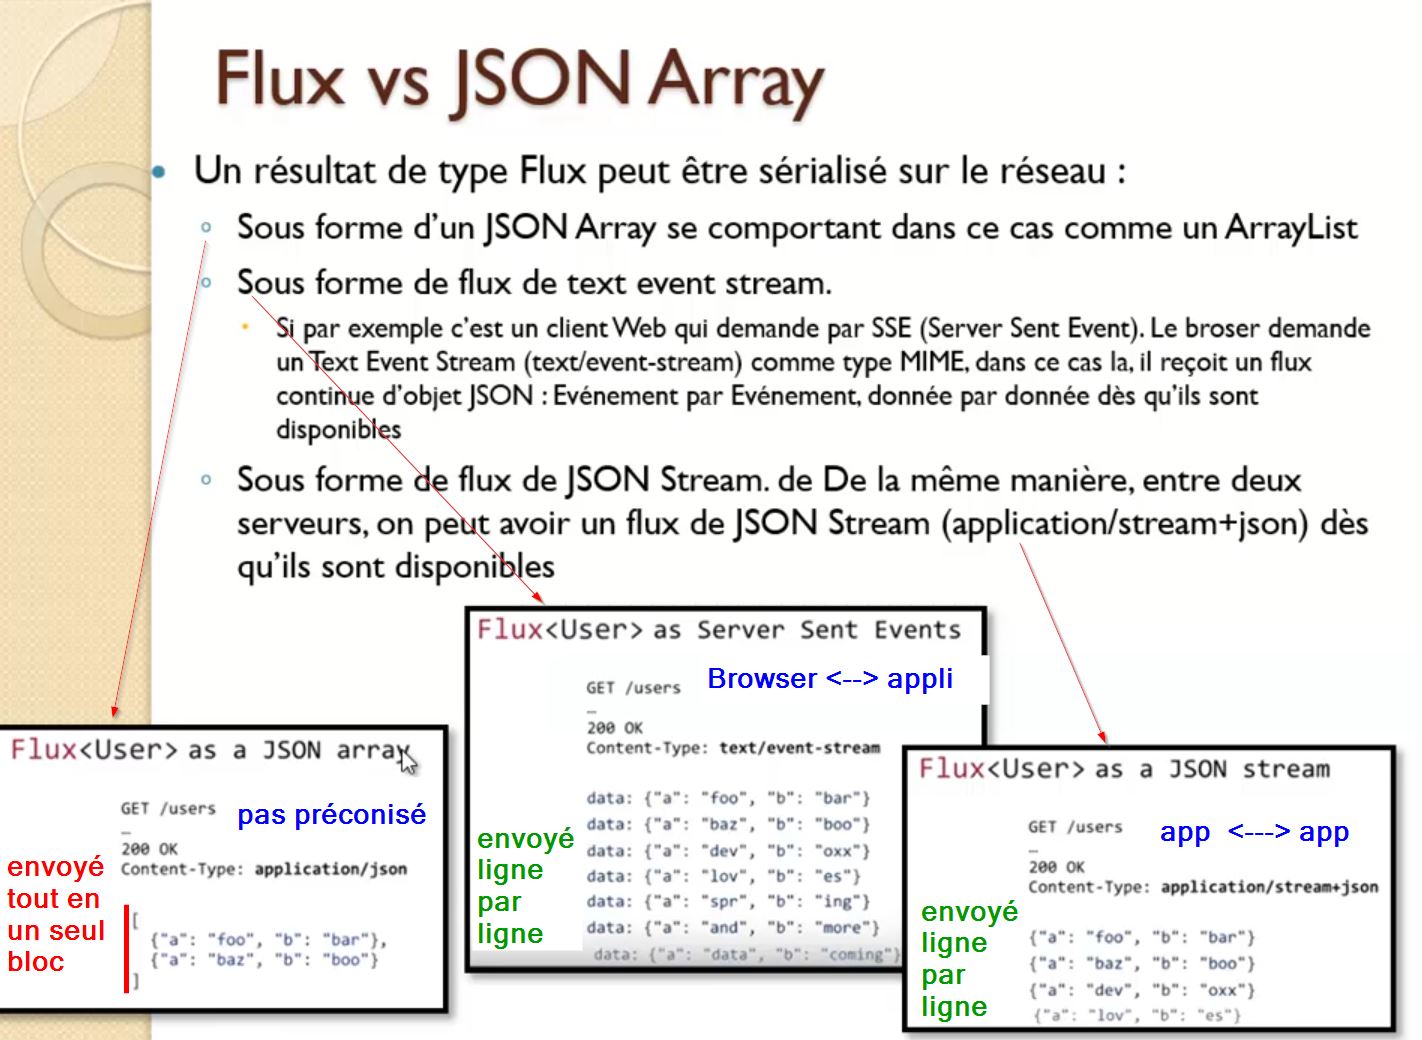 Flux vs JSON Array
Un résultat de type Flux peut être sérialisé sur le réseau :
Sous forme d'un JSON Array se comportant dans ce cas comme un ArrayList
Sous forme de flux de text event stream.
Si par exemple c'est un client Web qui demande par SSE (Server Sent Event). Le broser demande
un Text Event Stream (text/event-stream) comme type MIME, dans ce cas la, il reçoit un flux
continue d'objet JSON : Evénement par Evénement, donnée par donnée dès qu'ils sont
disponibles
Sous forme de flux de JSON Stream. de De la même manière, entre deux
serveurs, on peut avoir un flux de JSON Stream (application/stream+json) dès
qu'ils sont disponibles
Flux<User> as a JSON array
GET /users
pas préconisé
…
200 OK
Content-Type: application/json
envoyé
tout en
un seul
bloc
[
{"a": "foo", "b": "bar"},
{"a": "baz", "b": "boo"}
]
Flux<User> as Server Sent Events
Browser <--> appli
GET /users
…
200 OK
Content-Type: text/event-stream
data: {"a": "foo", "b": "bar"}
data: {"a": "baz", "b": "boo"}
data: {"a": "dev", "b": "oxx"}
data: {"a": "lov", "b": "es"}
data: {"a": "spr", "b": "ing"}
data: {"a": "and", "b": "more"}
data: {"a": "data", "b": "coming"}
envoyé
ligne
par
ligne
Flux<User> as a JSON stream
GET /users
app <---> app
…
200 OK
Content-Type: application/stream+json
envoyé
ligne
par
ligne
{"a": "foo", "b": "bar"}
{"a": "baz", "b": "boo"}
{"a": "dev", "b": "oxx"}
{"a": "lov", "b": "es"}